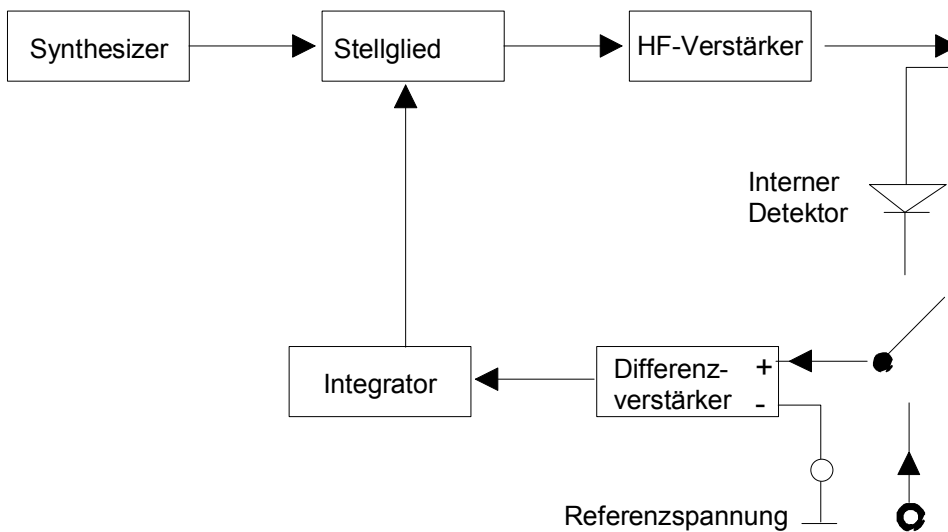 Synthesizer
Stellglied
HF-Verstärker
Interner
Detektor
Integrator
Differenz-
verstärker
+
-
Referenzspannung